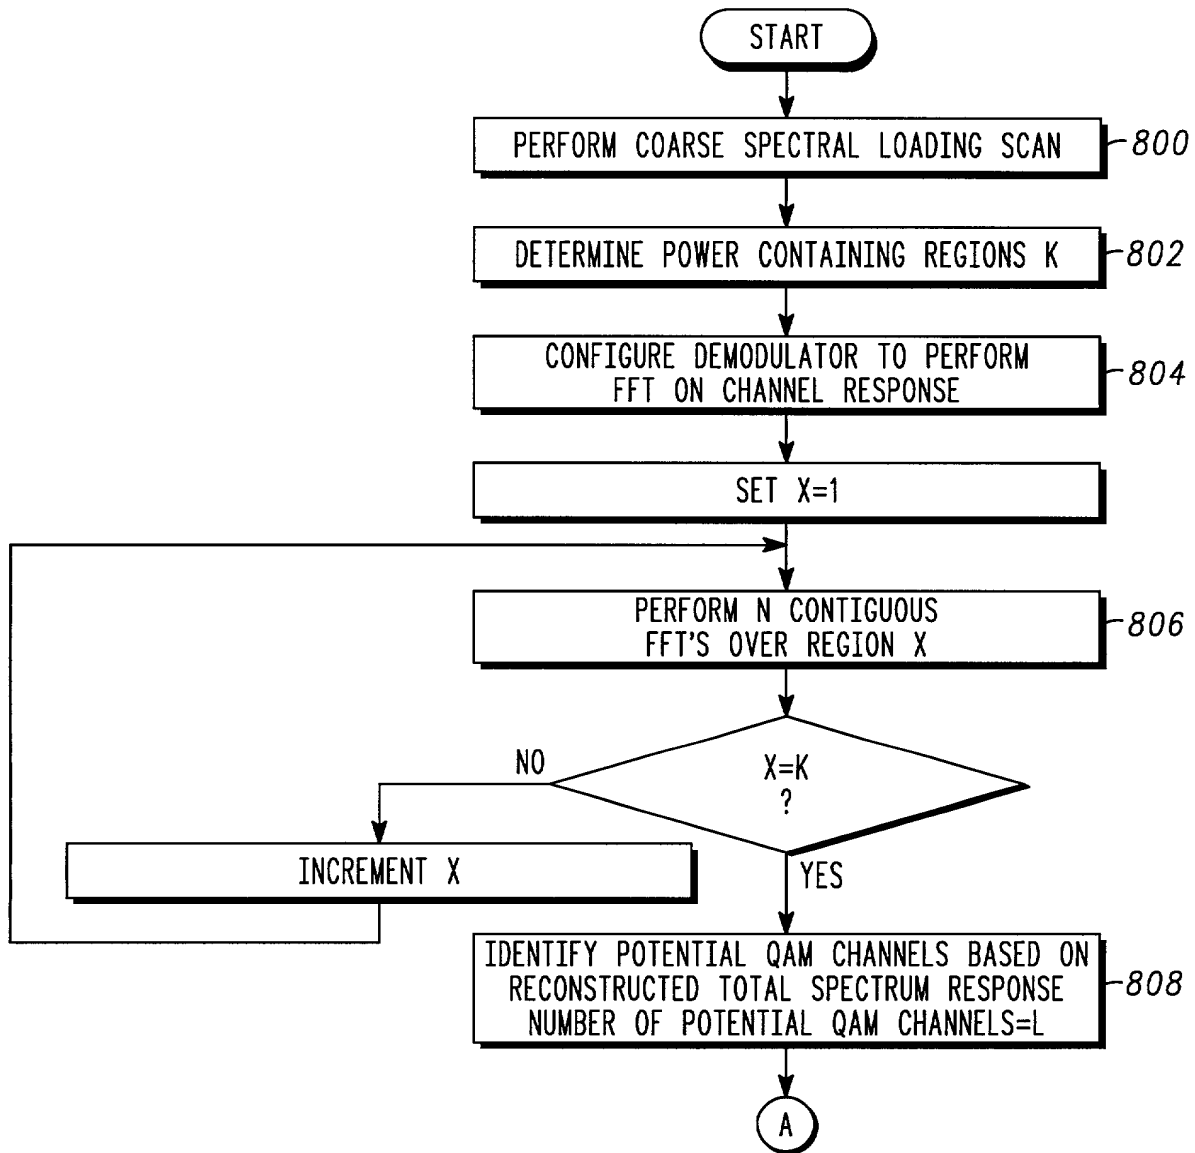 START
PERFORM COARSE SPECTRAL LOADING SCAN
800
DETERMINE POWER CONTAINING REGIONS K
802
CONFIGURE DEMODULATOR TO PERFORM
FFT ON CHANNEL RESPONSE
804
SET X=1
PERFORM N CONTIGUOUS
FFT'S OVER REGION X
806
X=K
?
NO
INCREMENT X
YES
IDENTIFY POTENTIAL QAM CHANNELS BASED ON
RECONSTRUCTED TOTAL SPECTRUM RESPONSE
NUMBER OF POTENTIAL QAM CHANNELS=L
808
A